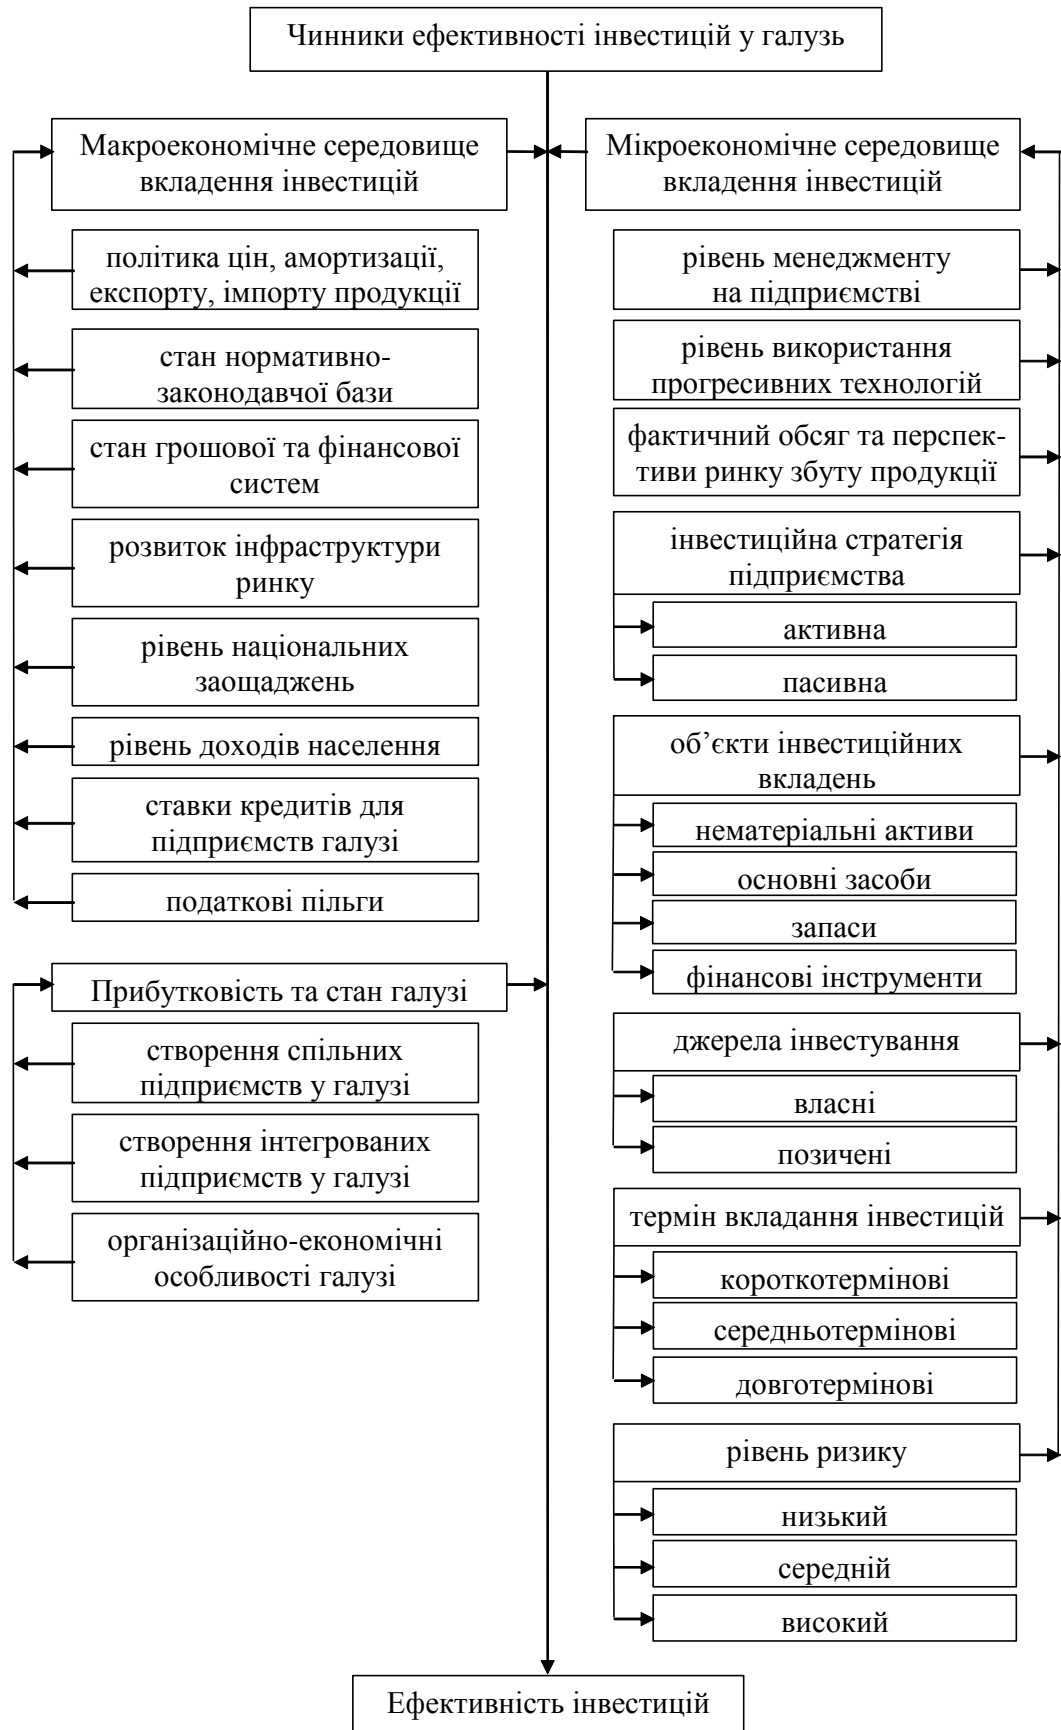 Чинники ефективності інвестицій у галузь
Макроекономічне середовище
вкладення інвестицій
політика цін, амортизації,
експорту, імпорту продукції
стан нормативно-
законодавчої бази
стан грошової та фінансової
систем
розвиток інфраструктури
ринку
рівень національних
заощаджень
рівень доходів населення
ставки кредитів для
підприємств галузі
податкові пільги
Прибутковість та стан галузі
створення спільних
підприємств у галузі
створення інтегрованих
підприємств у галузі
організаційно-економічні
особливості галузі
Мікроекономічне середовище
вкладення інвестицій
рівень менеджменту
на підприємстві
рівень використання
прогресивних технологій
фактичний обсяг та перспек-
тиви ринку збуту продукції
інвестиційна стратегія
підприємства
активна
пасивна
об’єкти інвестиційних
вкладень
нематеріальні активи
основні засоби
запаси
фінансові інструменти
джерела інвестування
власні
позичені
термін вкладання інвестицій
короткотермінові
середньотермінові
довготермінові
рівень ризику
низький
середній
високий
Ефективність інвестицій